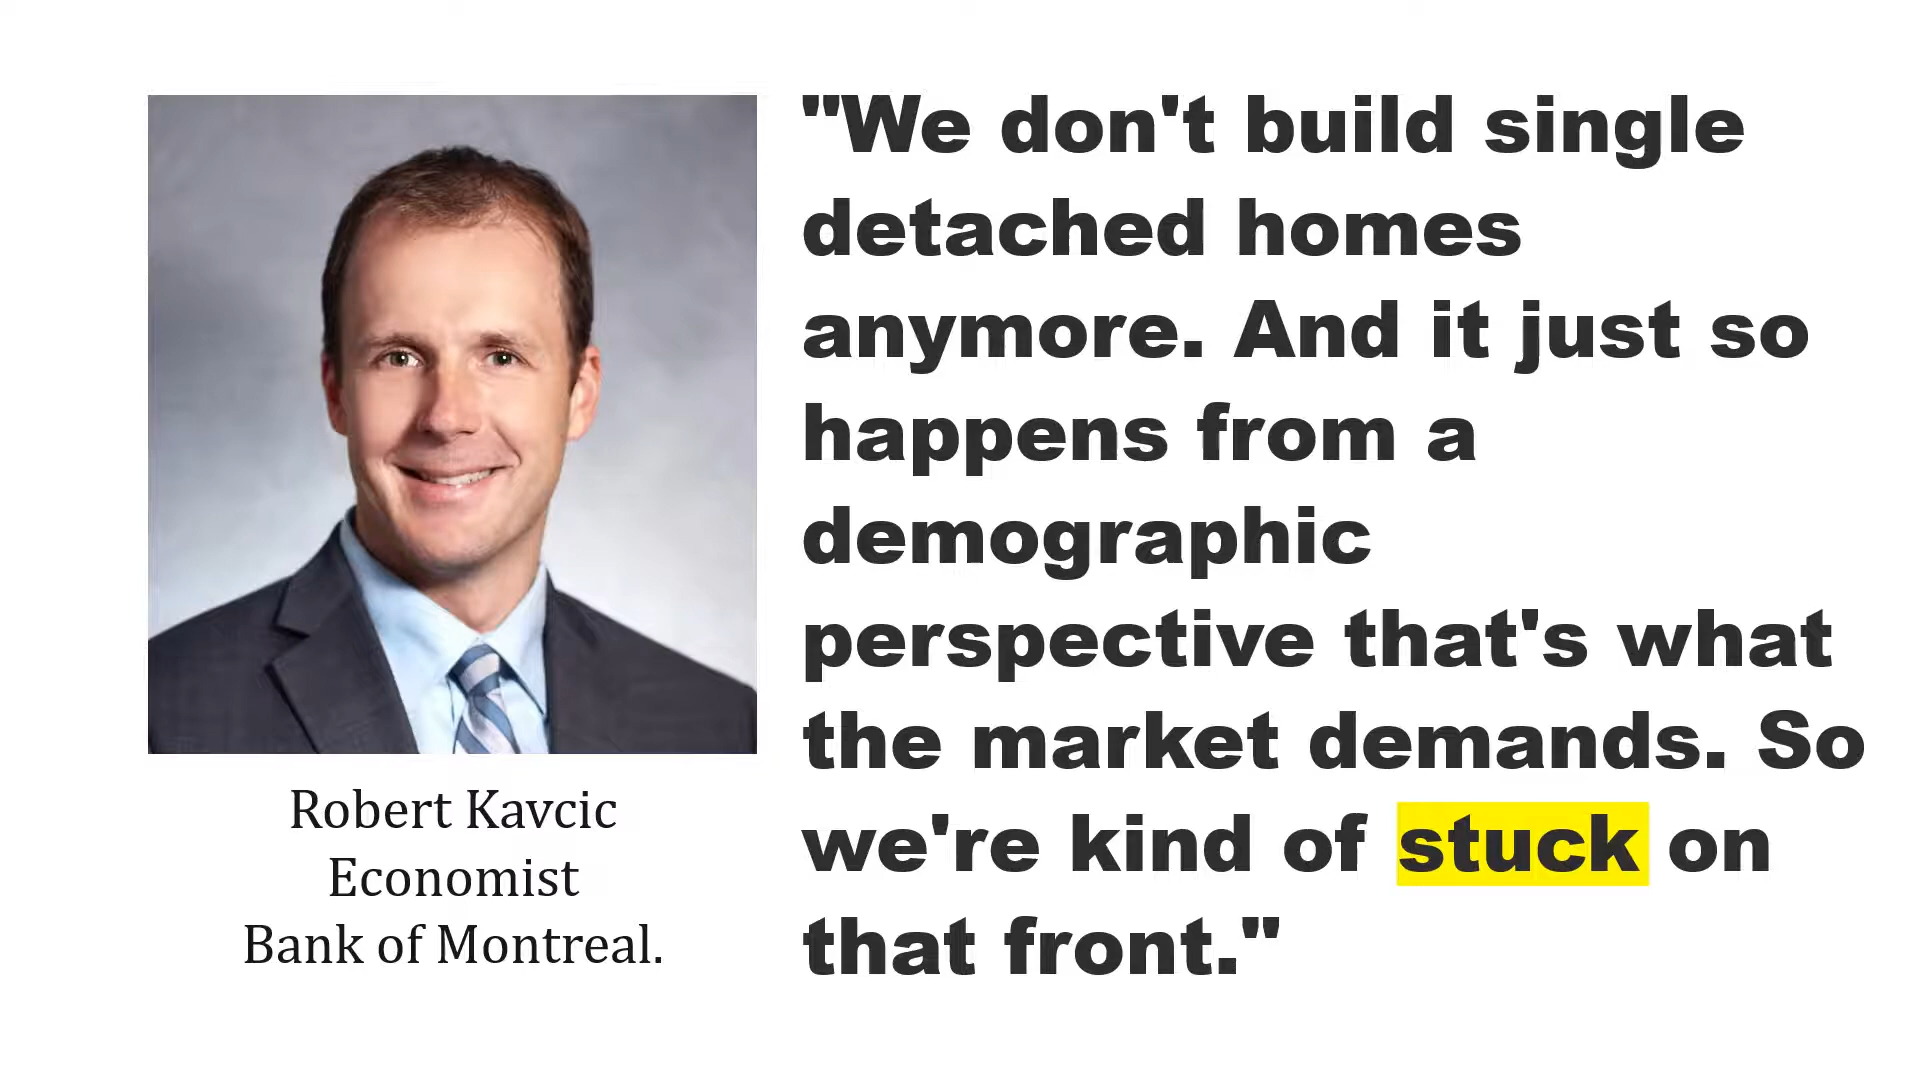 "We don't build single
detached homes
anymore. And it just so
happens from a
demographic
perspective that's what
the market demands. So
we're kind of stuck on
that front."
Robert Kavcic
Economist
Bank of Montreal.